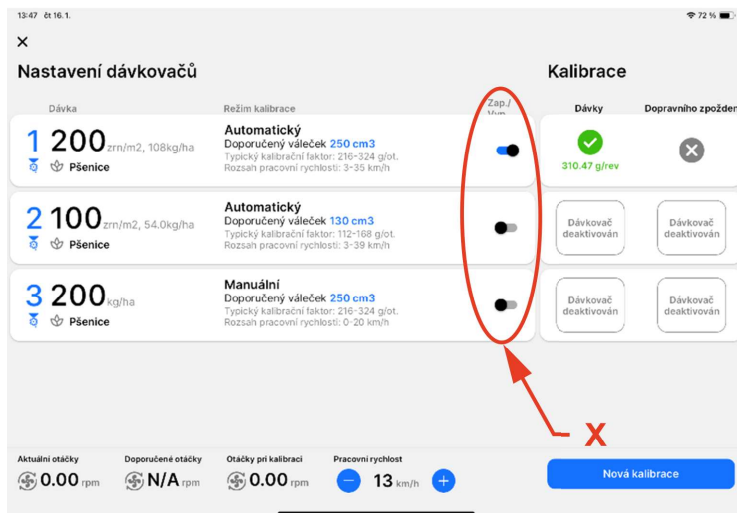 13:47 čt 16. 1.
72 %
×
Nastavení dávkovačů
Kalibrace
Dávka
Režim kalibrace
Zap./
Vyp.
Dávky
Dopravního zpožden
1 200 zrn/m2, 108kg/ha
Pšenice
Automatický
Doporučený váleček 250 cm3
Typický kalibrační faktor: 216-324 g/ot.
Rozsah pracovní rychlosti: 3-35 km/h
310.47 g/rev
2 100 zrn/m2, 54.0kg/ha
Pšenice
Automatický
Doporučený váleček 130 cm3
Typický kalibrační faktor: 112-168 g/ot.
Rozsah pracovní rychlosti: 3-39 km/h
Dávkovač
deaktivován
Dávkovač
deaktivován
3 200 kg/ha
Pšenice
Manuální
Doporučený váleček 250 cm3
Typický kalibrační faktor: 216-324 g/ot.
Rozsah pracovní rychlosti: 0-20 km/h
Dávkovač
deaktivován
Dávkovač
deaktivován
X
Aktuální otáčky
Doporučené otáčky
Otáčky při kalibraci
Pracovní rychlost
0.00 rpm
N/A rpm
0.00 rpm
13 km/h
Nová kalibrace